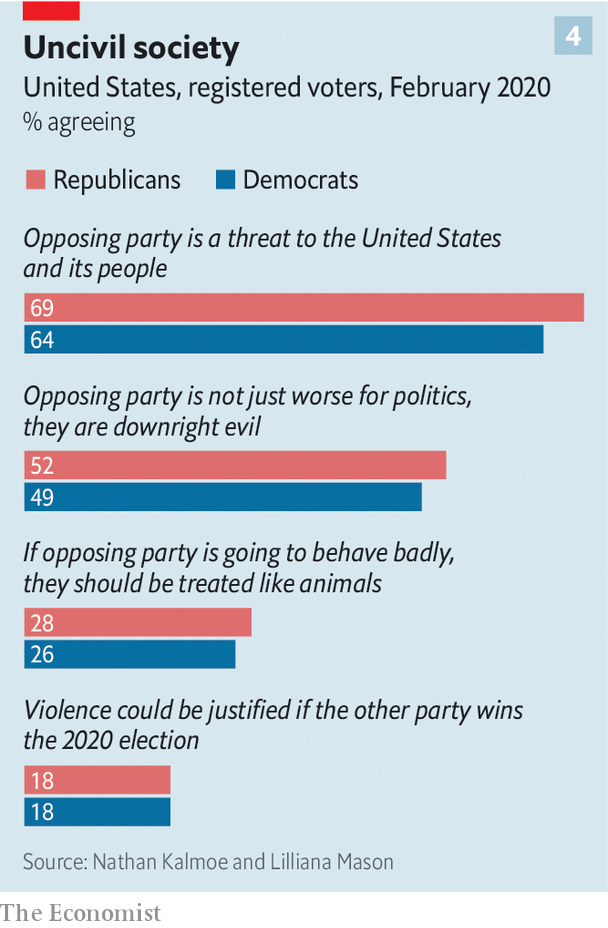 Uncivil society
4
United States, registered voters, February 2020
% agreeing
Republicans
Democrats
Opposing party is a threat to the United States
and its people
69
64
Opposing party is not just worse for politics,
they are downright evil
52
49
If opposing party is going to behave badly,
they should be treated like animals
28
26
Violence could be justified if the other party wins
the 2020 election
18
18
Source: Nathan Kalmoe and Lilliana Mason
The Economist